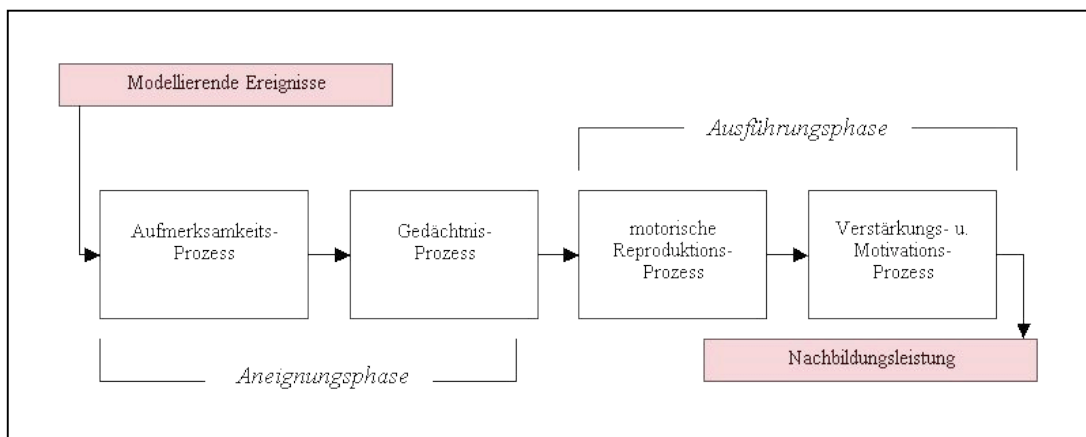 Modellierende Ereignisse
Ausführungsphase
Aufmerksamkeits-
Prozess
Gedächtnis-
Prozess
motorische
Reproduktions-
Prozess
Verstärkungs- u.
Motivations-
Prozess
Nachbildungsleistung
Aneignungsphase